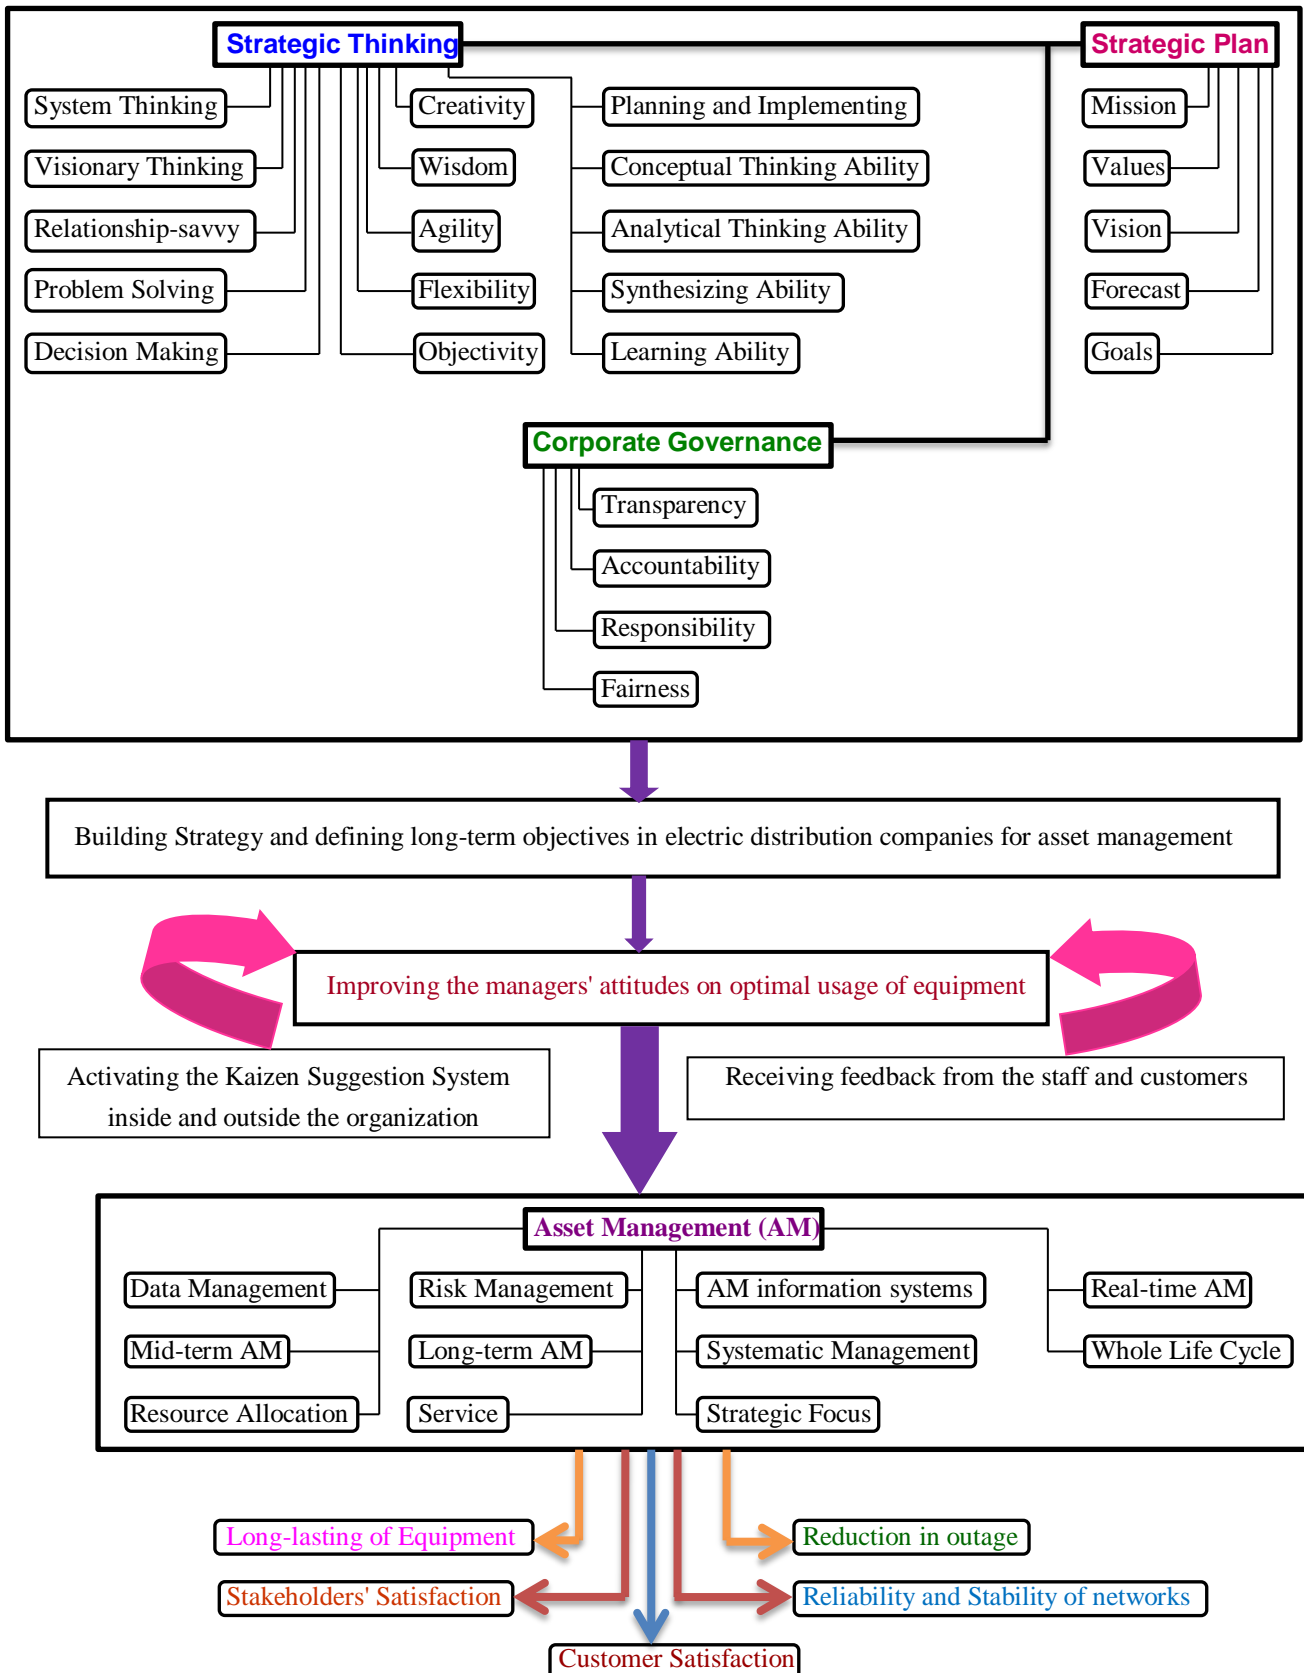 Strategic Thinking
Strategic Plan
System Thinking
Creativity
Planning and Implementing
Mission
Visionary Thinking
Wisdom
Conceptual Thinking Ability
Values
Relationship-savvy
Agility
Analytical Thinking Ability
Vision
Problem Solving
Flexibility
Synthesizing Ability
Forecast
Decision Making
Objectivity
Learning Ability
Goals
Corporate Governance
Transparency
Accountability
Responsibility
Fairness
Building Strategy and defining long-term objectives in electric distribution companies for asset management
Improving the managers' attitudes on optimal usage of equipment
Activating the Kaizen Suggestion System
inside and outside the organization
Receiving feedback from the staff and customers
Asset Management (AM)
Data Management
Risk Management
AM information systems
Real-time AM
Mid-term AM
Long-term AM
Systematic Management
Whole Life Cycle
Resource Allocation
Service
Strategic Focus
Long-lasting of Equipment
Reduction in outage
Stakeholders' Satisfaction
Reliability and Stability of networks
Customer Satisfaction